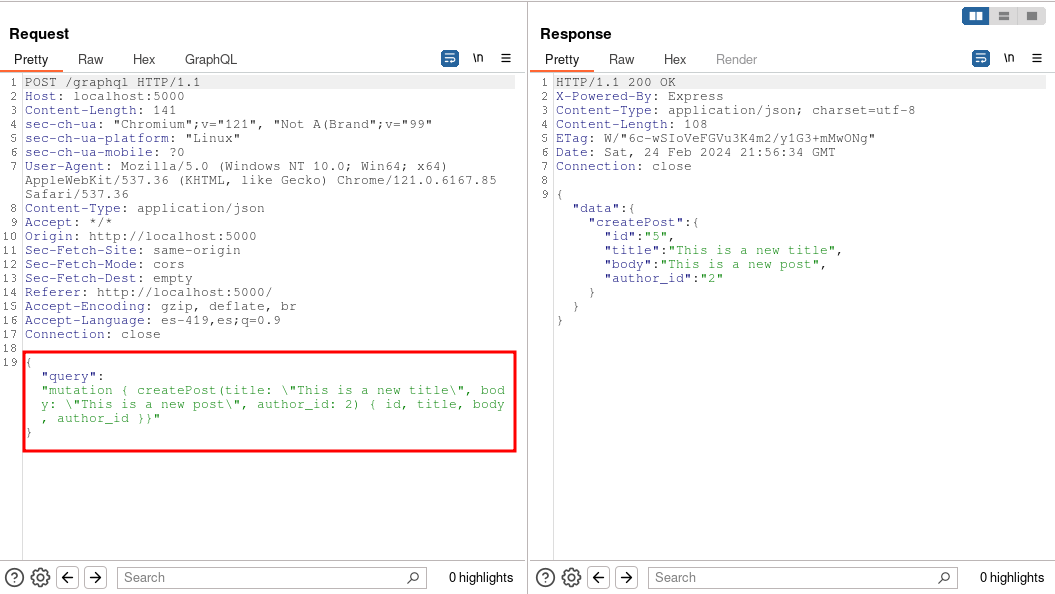 Request
Pretty Raw Hex GraphQL \n
1 POST /graphql HTTP/1.1
2 Host: localhost:5000
3 Content-Length: 141
4 sec-ch-ua: "Chromium";v="121", "Not A(Brand";v="99"
5 sec-ch-ua-platform: "Linux"
6 sec-ch-ua-mobile: ?0
7 User-Agent: Mozilla/5.0 (Windows NT 10.0; Win64; x64)
AppleWebKit/537.36 (KHTML, like Gecko) Chrome/121.0.6167.85
Safari/537.36
8 Content-Type: application/json
9 Accept: */*
10 Origin: http://localhost:5000
11 Sec-Fetch-Site: same-origin
12 Sec-Fetch-Mode: cors
13 Sec-Fetch-Dest: empty
14 Referer: http://localhost:5000/
15 Accept-Encoding: gzip, deflate, br
16 Accept-Language: es-419,es;q=0.9
17 Connection: close
18
19 {
"query":
"mutation { createPost(title: \"This is a new title\", bod
y: \"This is a new post\", author_id: 2) { id, title, body
, author_id }}"
}
Search 0 highlights
Response
Pretty Raw Hex Render \n
1 HTTP/1.1 200 OK
2 X-Powered-By: Express
3 Content-Type: application/json; charset=utf-8
4 Content-Length: 108
5 ETag: W/"6c-wSIoVeFGVu3K4m2/y1G3+mMwONg"
6 Date: Sat, 24 Feb 2024 21:56:34 GMT
7 Connection: close
8
9 {
"data":{
"createPost":{
"id":"5",
"title":"This is a new title",
"body":"This is a new post",
"author_id":"2"
}
}
}
Search 0 highlights